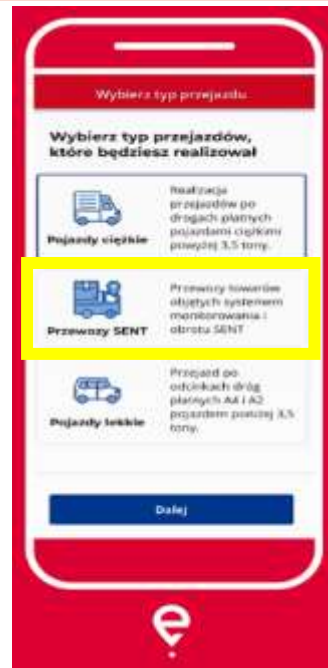 Wybierz typ przejazdu
Wybierz typ przejazdów,
które będziesz realizował
Pojazdy ciężkie
Realizacja
przejazdów po
drogach płatnych
pojazdami ciężkimi
powyżej 3,5 tony.
Przewozy SENT
Przewozy towarów
objętych systemem
monitorowania i
obrotu SENT
Pojazdy lekkie
Przejazd po
odcinkach dróg
płatnych A4 i A2
pojazdem poniżej 3,5
tony.
Dalej